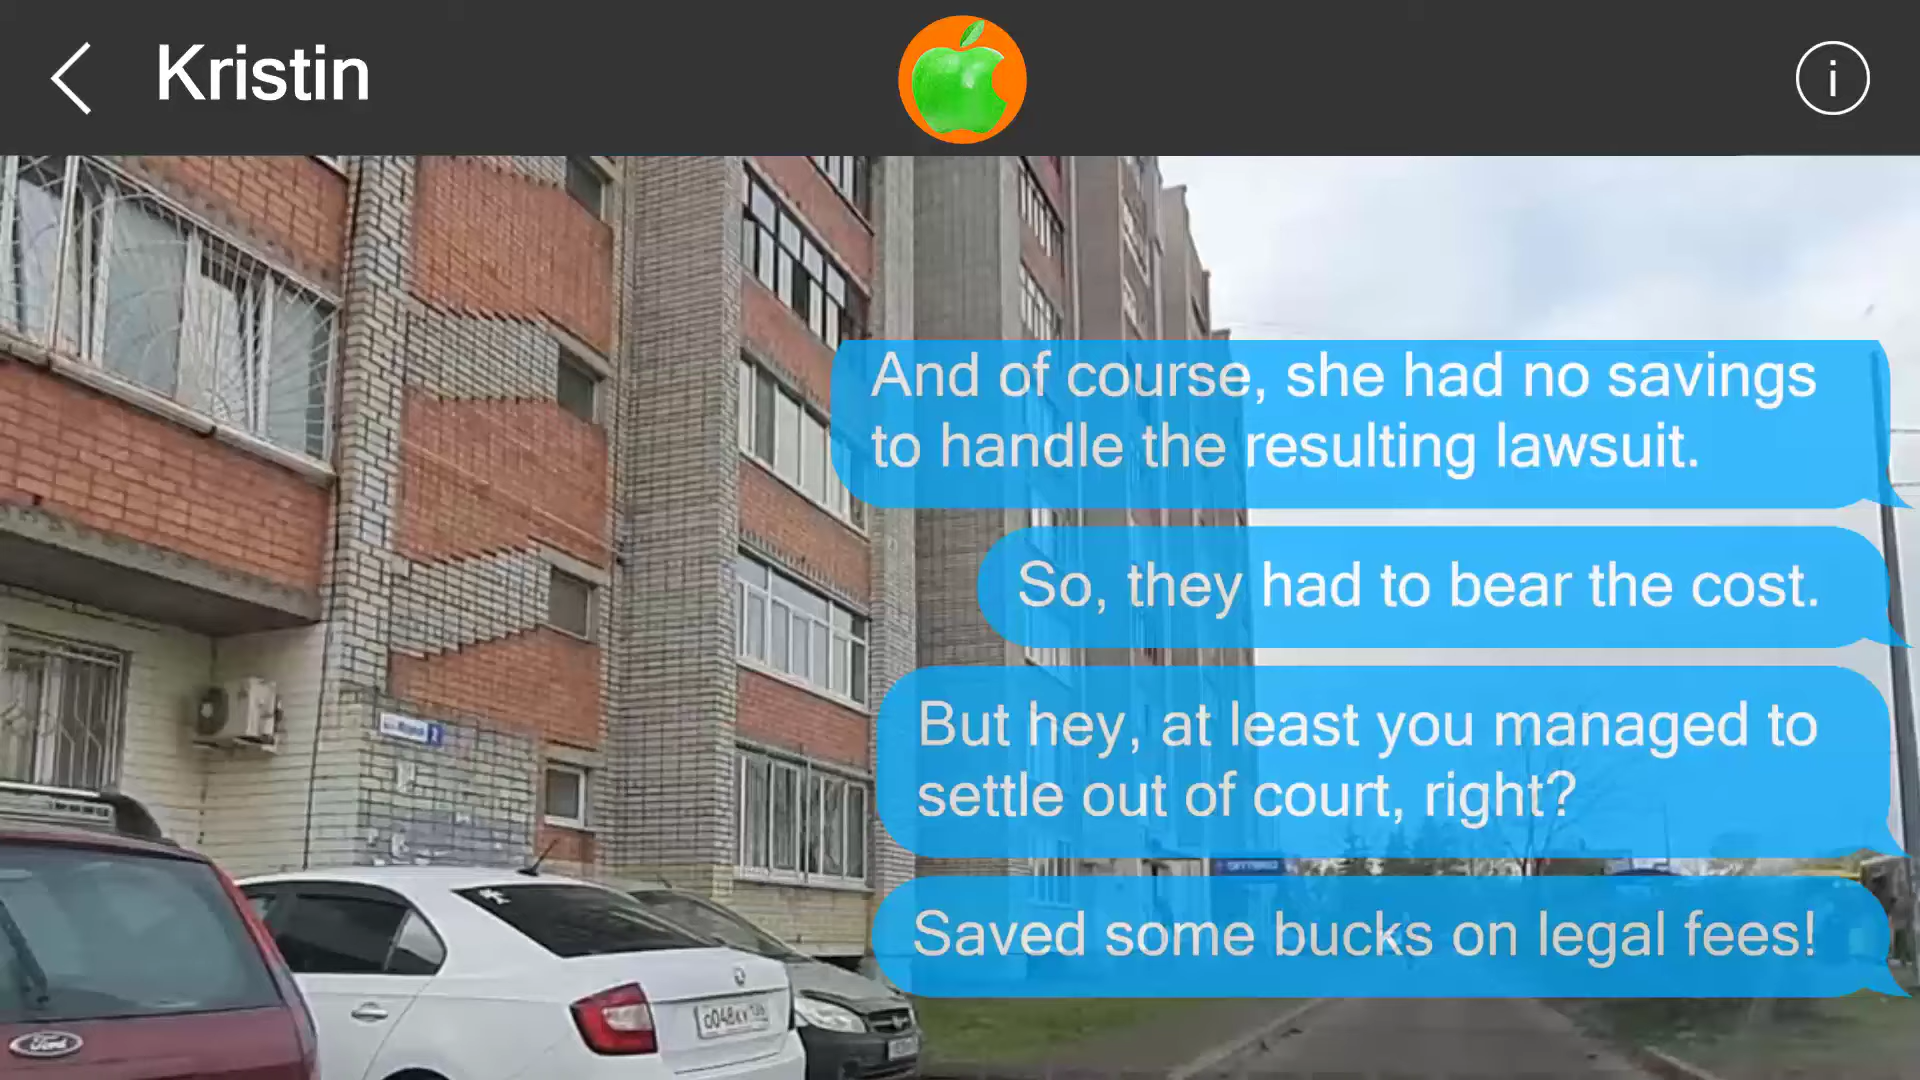 Kristin
i
And of course, she had no savings
to handle the resulting lawsuit.
So, they had to bear the cost.
But hey, at least you managed to
settle out of court, right?
Saved some bucks on legal fees!
2
Ford